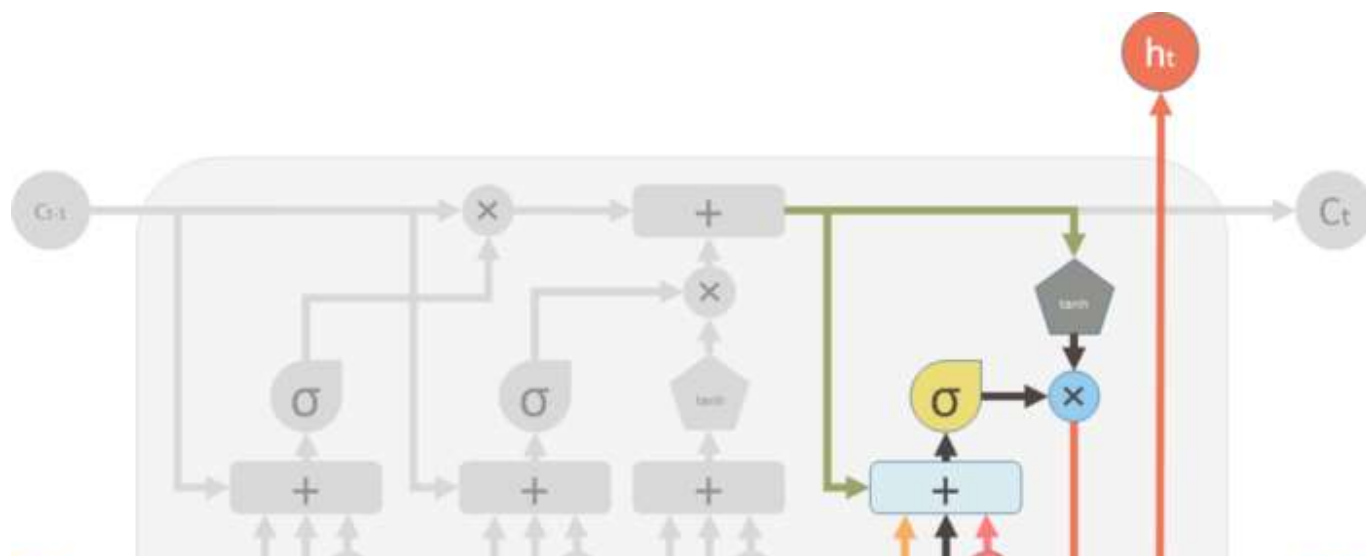 ht
Ct-1
×
+
Ct
×
tanh
σ
σ
tanh
σ
×
+
+
+
+